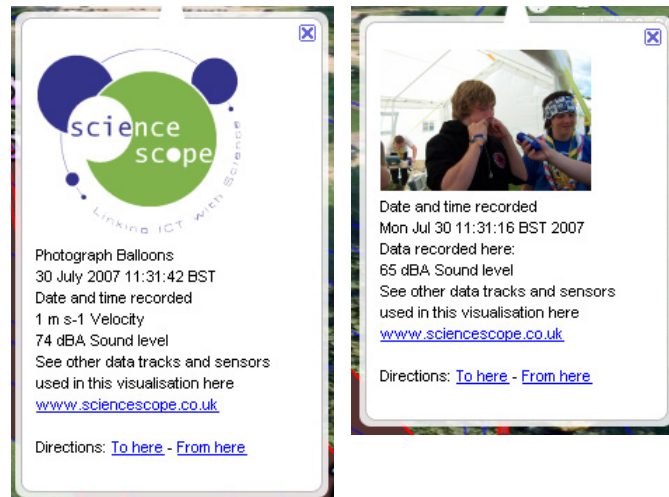 science
scope
Linking ICT with Science
Photograph Balloons
30 July 2007 11:31:42 BST
Date and time recorded
1 m s-1 Velocity
74 dBA Sound level
See other data tracks and sensors
used in this visualisation here
www.sciencescope.co.uk
Directions: To here - From here
Date and time recorded
Mon Jul 30 11:31:16 BST 2007
Data recorded here:
65 dBA Sound level
See other data tracks and sensors
used in this visualisation here
www.sciencescope.co.uk
Directions: To here - From here